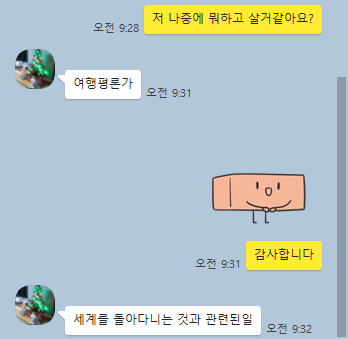 저 나중에 뭐하고 살거같아요?
오전 9:28
여행평론가
오전 9:31
감사합니다
오전 9:31
세계를 돌아다니는 것과 관련된일
오전 9:32